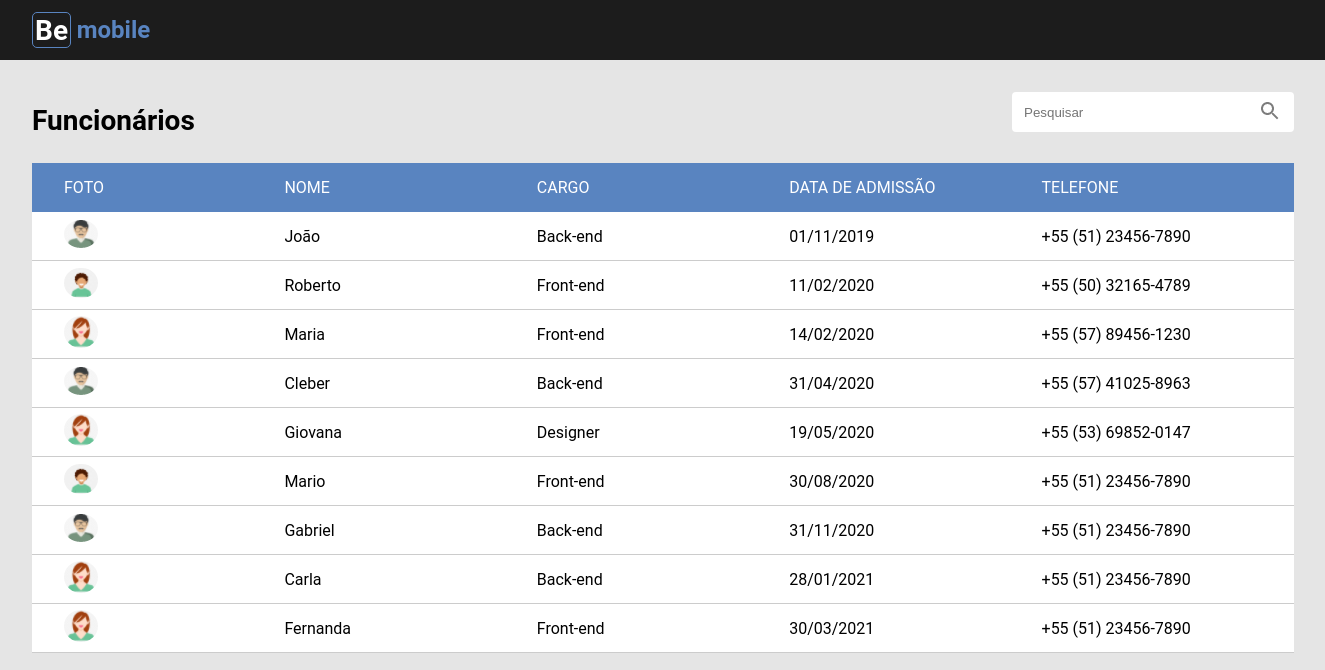 Be mobile
Funcionários
Pesquisar
FOTO NOME CARGO DATA DE ADMISSÃO TELEFONE
João Back-end 01/11/2019 +55 (51) 23456-7890
Roberto Front-end 11/02/2020 +55 (50) 32165-4789
Maria Front-end 14/02/2020 +55 (57) 89456-1230
Cleber Back-end 31/04/2020 +55 (57) 41025-8963
Giovana Designer 19/05/2020 +55 (53) 69852-0147
Mario Front-end 30/08/2020 +55 (51) 23456-7890
Gabriel Back-end 31/11/2020 +55 (51) 23456-7890
Carla Back-end 28/01/2021 +55 (51) 23456-7890
Fernanda Front-end 30/03/2021 +55 (51) 23456-7890